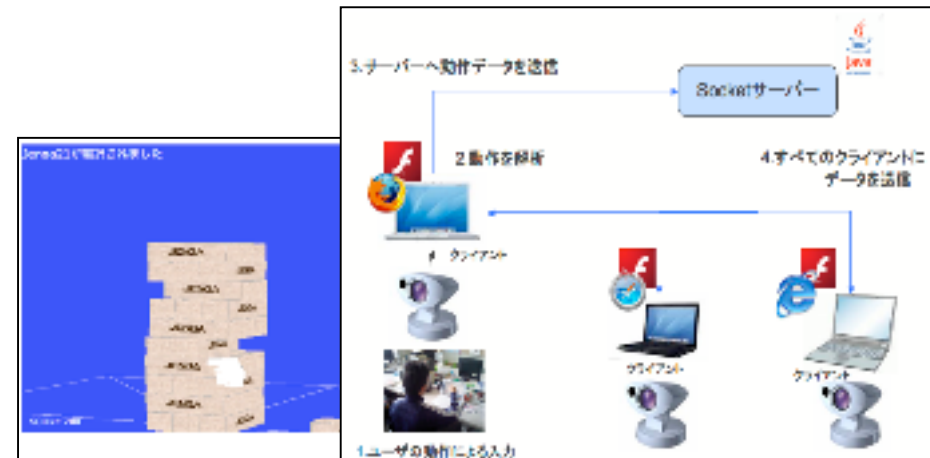 3.サーバーへ動作データを送信
Java
Socketサーバー
2.動作を解析
4.すべてのクライアントに
データを送信
クライアント
クライアント
クライアント
1.ユーザの動作による入力
JENGA
JENGA
JENGA
JENGA
JENGA